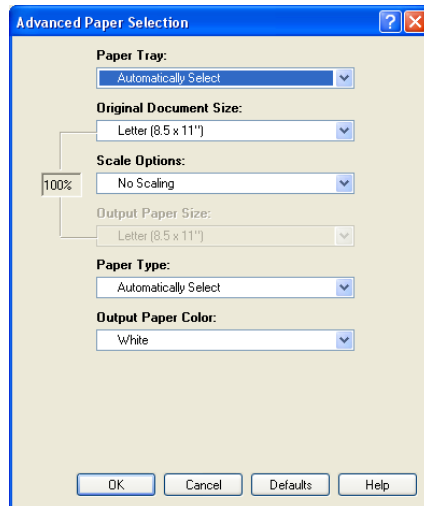 Advanced Paper Selection
Paper Tray:
Automatically Select
Original Document Size:
Letter (8.5 x 11")
Scale Options:
100%
No Scaling
Output Paper Size:
Letter (8.5 x 11")
Paper Type:
Automatically Select
Output Paper Color:
White
OK Cancel Defaults Help